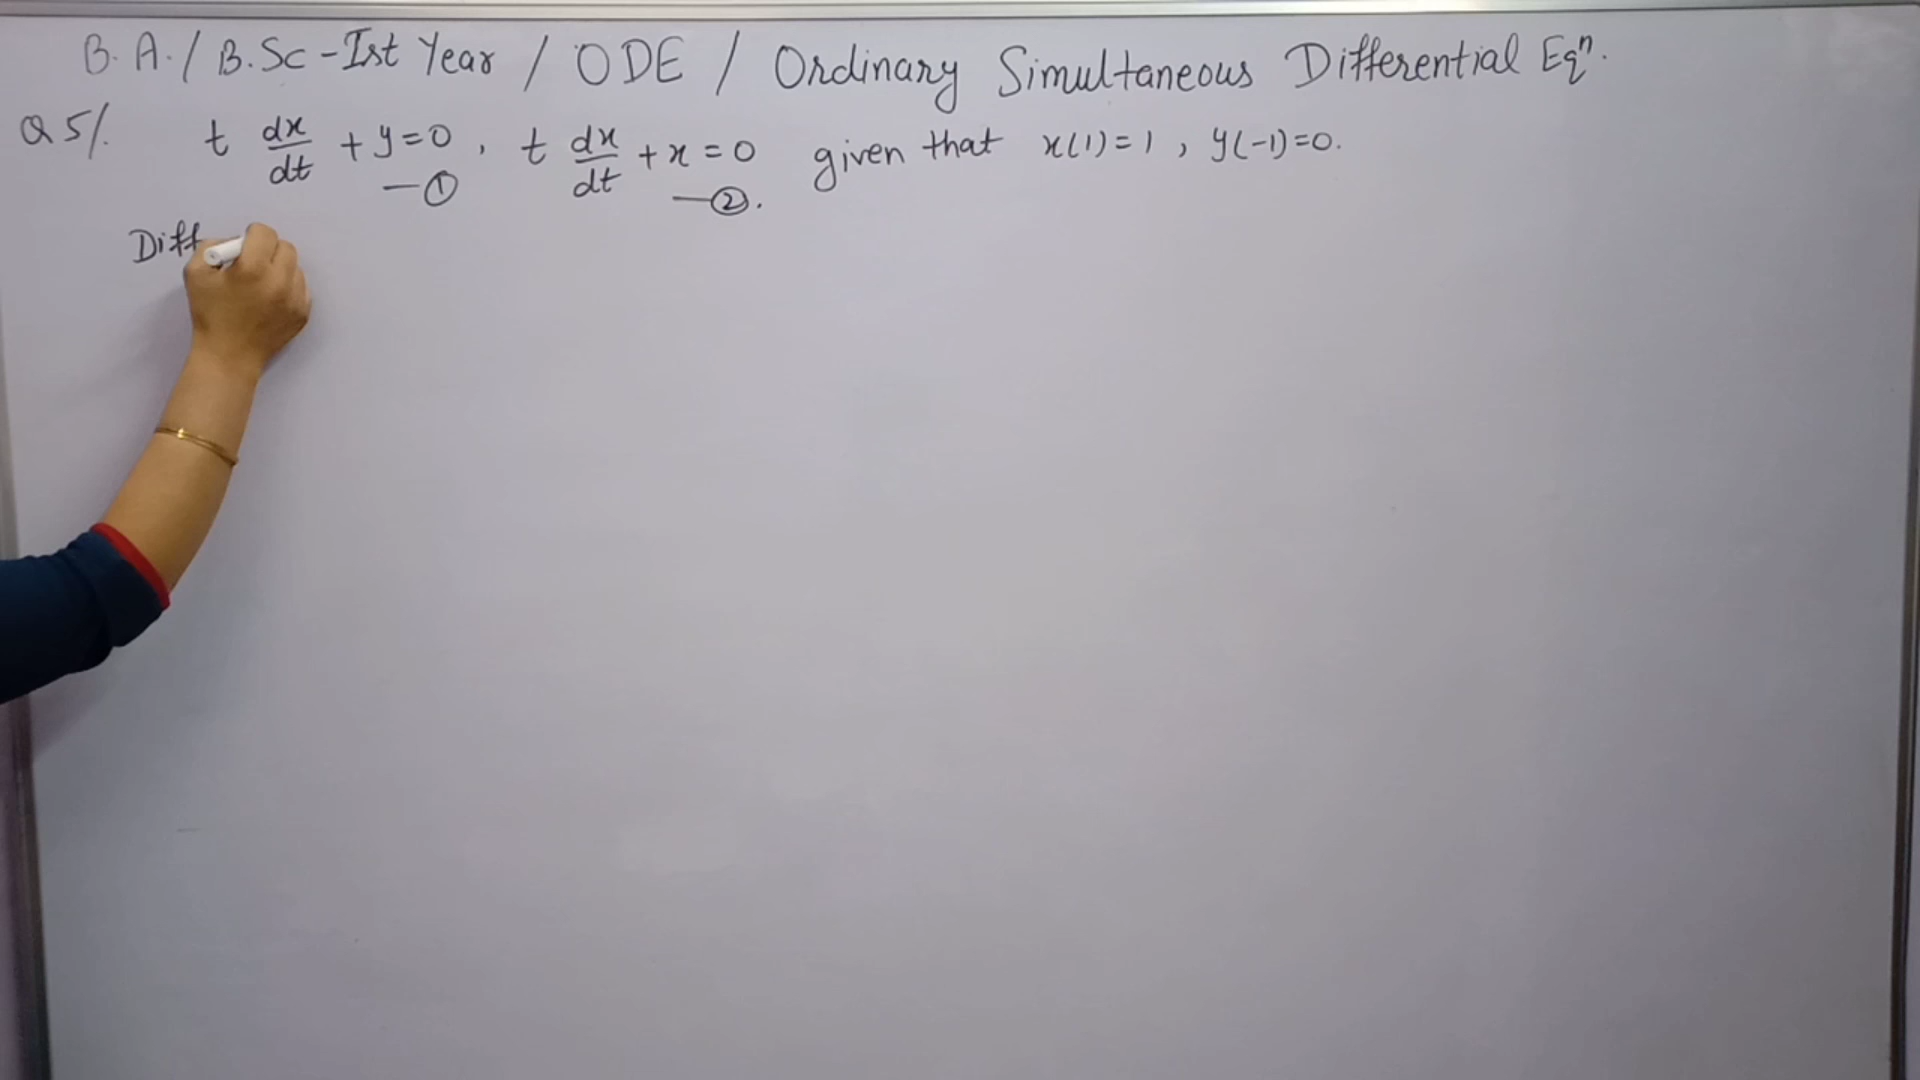 B.A./B.Sc-Ist Year / ODE / Ordinary Simultaneous Differential Eqⁿ.
Q5/. t dx/dt + y=0, t dx/dt + x=0 given that x(1)=1, y(-1)=0.
—① —②.
Diff